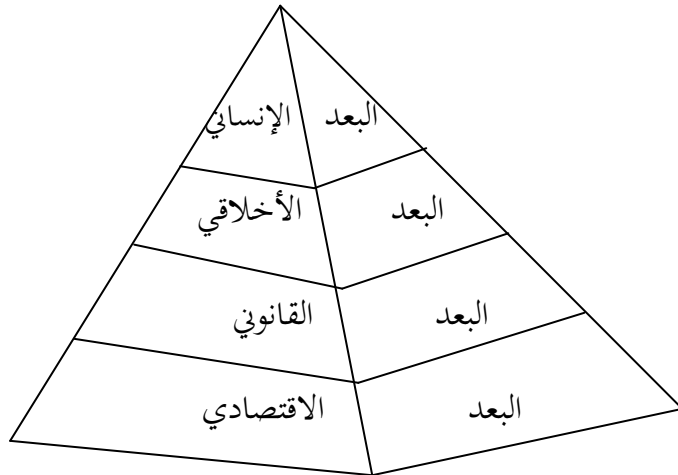 البعد الإنساني
البعد الأخلاقي
البعد القانوني
البعد الاقتصادي